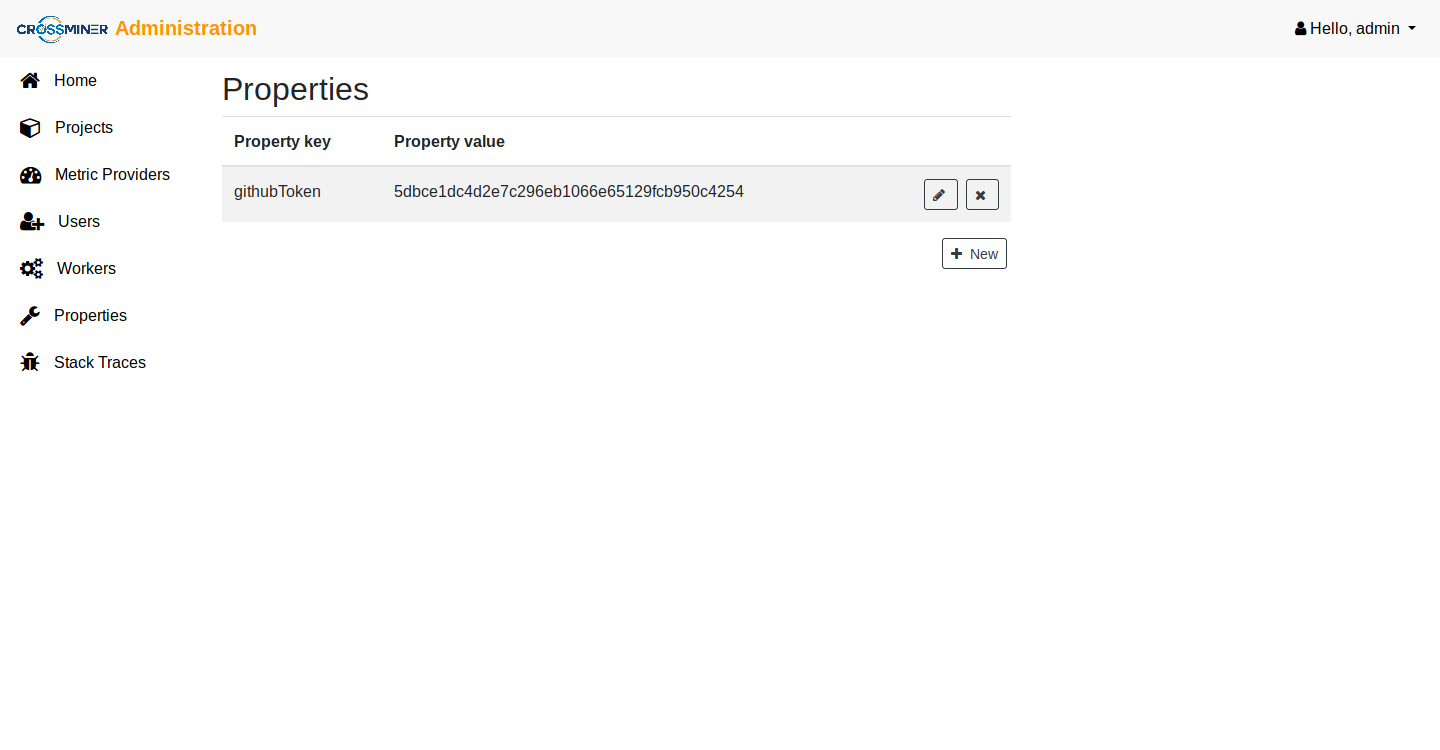 CROSSMINER Administration
Hello, admin
Home
Projects
Metric Providers
Users
Workers
Properties
Stack Traces
Properties
Property key Property value
githubToken 5dbce1dc4d2e7c296eb1066e65129fcb950c4254
New